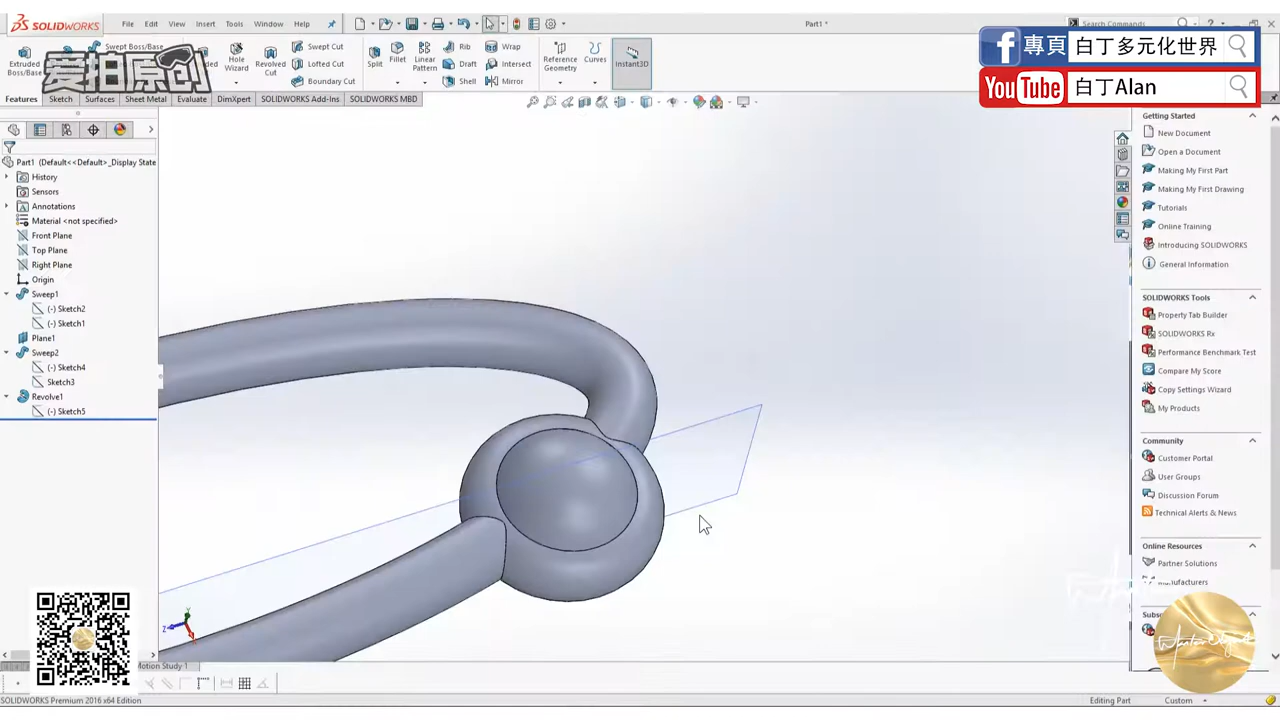 SOLIDWORKS File Edit View Insert Tools Window Help Part1 * Search Commands
爱拍原创
專頁 白丁多元化世界
YouTube 白丁Alan
Extruded Boss/Base
Swept Boss/Base
Hole Wizard
Revolved Cut
Swept Cut
Lofted Cut
Boundary Cut
Split
Fillet
Linear Pattern
Rib
Draft
Shell
Wrap
Intersect
Mirror
Reference Geometry
Curves
Instant3D
Features Sketch Surfaces Sheet Metal Evaluate DimXpert SOLIDWORKS Add-Ins SOLIDWORKS MBD
Part1 (Default<<Default>_Display State
History
Sensors
Annotations
Material <not specified>
Front Plane
Top Plane
Right Plane
Origin
Sweep1
(-) Sketch2
(-) Sketch1
Plane1
Sweep2
(-) Sketch4
Sketch3
Revolve1
(-) Sketch5
Getting Started
New Document
Open a Document
Making My First Part
Making My First Drawing
Tutorials
Online Training
Introducing SOLIDWORKS
General Information
SOLIDWORKS Tools
Property Tab Builder
SOLIDWORKS Rx
Performance Benchmark Test
Compare My Score
Copy Settings Wizard
My Products
Community
Customer Portal
User Groups
Discussion Forum
Technical Alerts & News
Online Resources
Partner Solutions
Manufacturers
Subs
Y
Z
Motion Study 1
SOLIDWORKS Premium 2016 x64 Edition Editing Part Custom